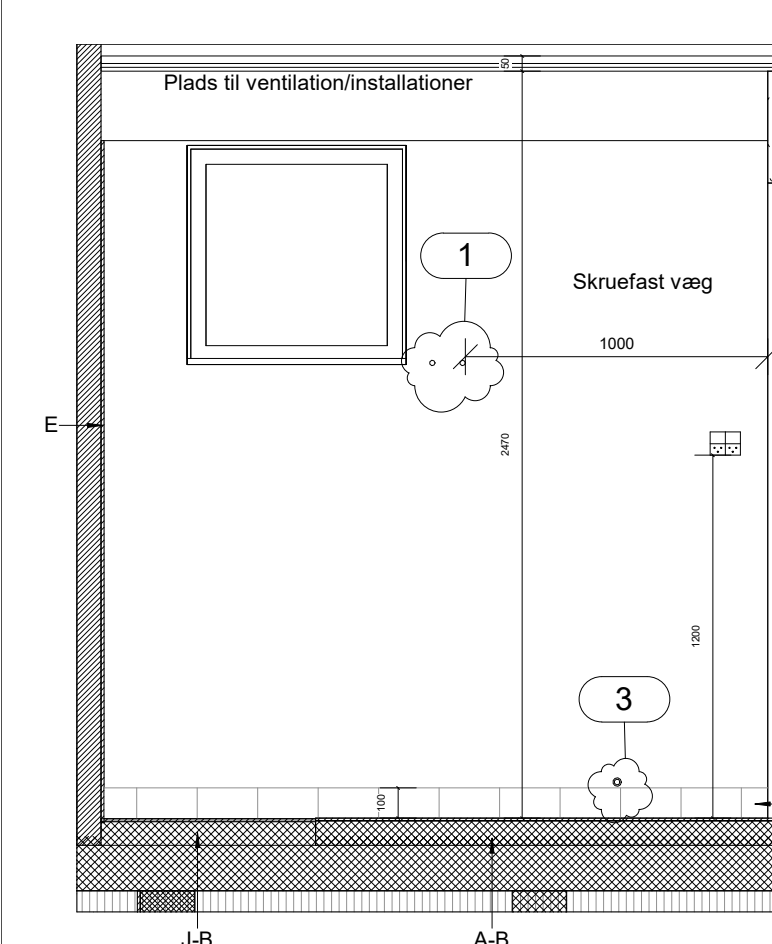 50
Plads til ventilation/installationer
1
Skruefast væg
1000
E
2470
1200
3
100
J-B
A-B